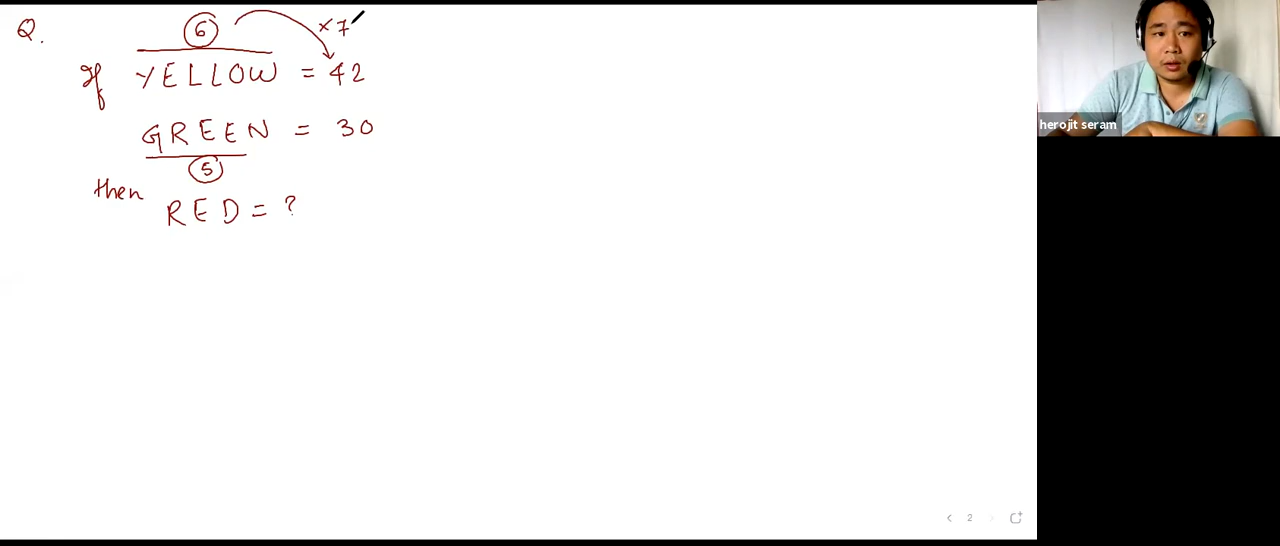 Q.
6 × 7
If YELLOW = 42
GREEN = 30
5
then
RED = ?
herojit seram
2